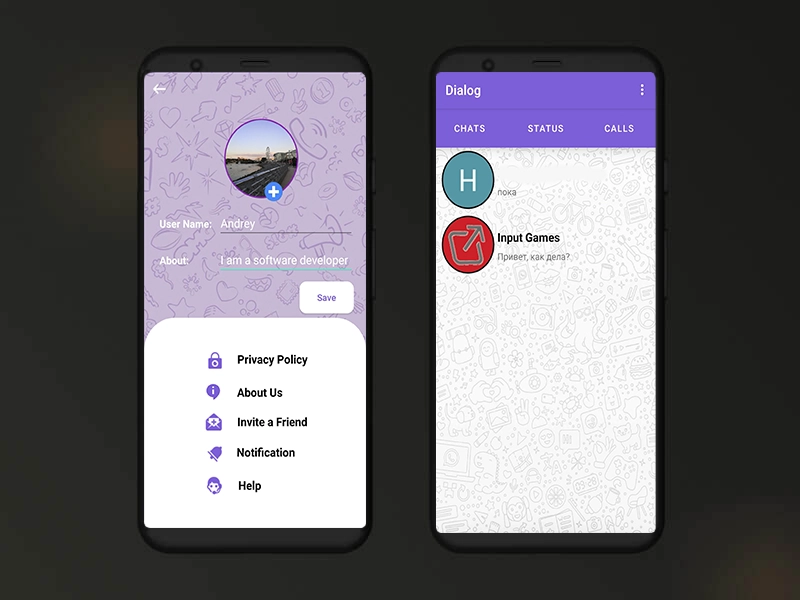 User Name: Andrey
About: I am a software developer
Save
Privacy Policy
About Us
Invite a Friend
Notification
Help
Dialog
CHATS STATUS CALLS
H
пока
Input Games
Привет, как дела?